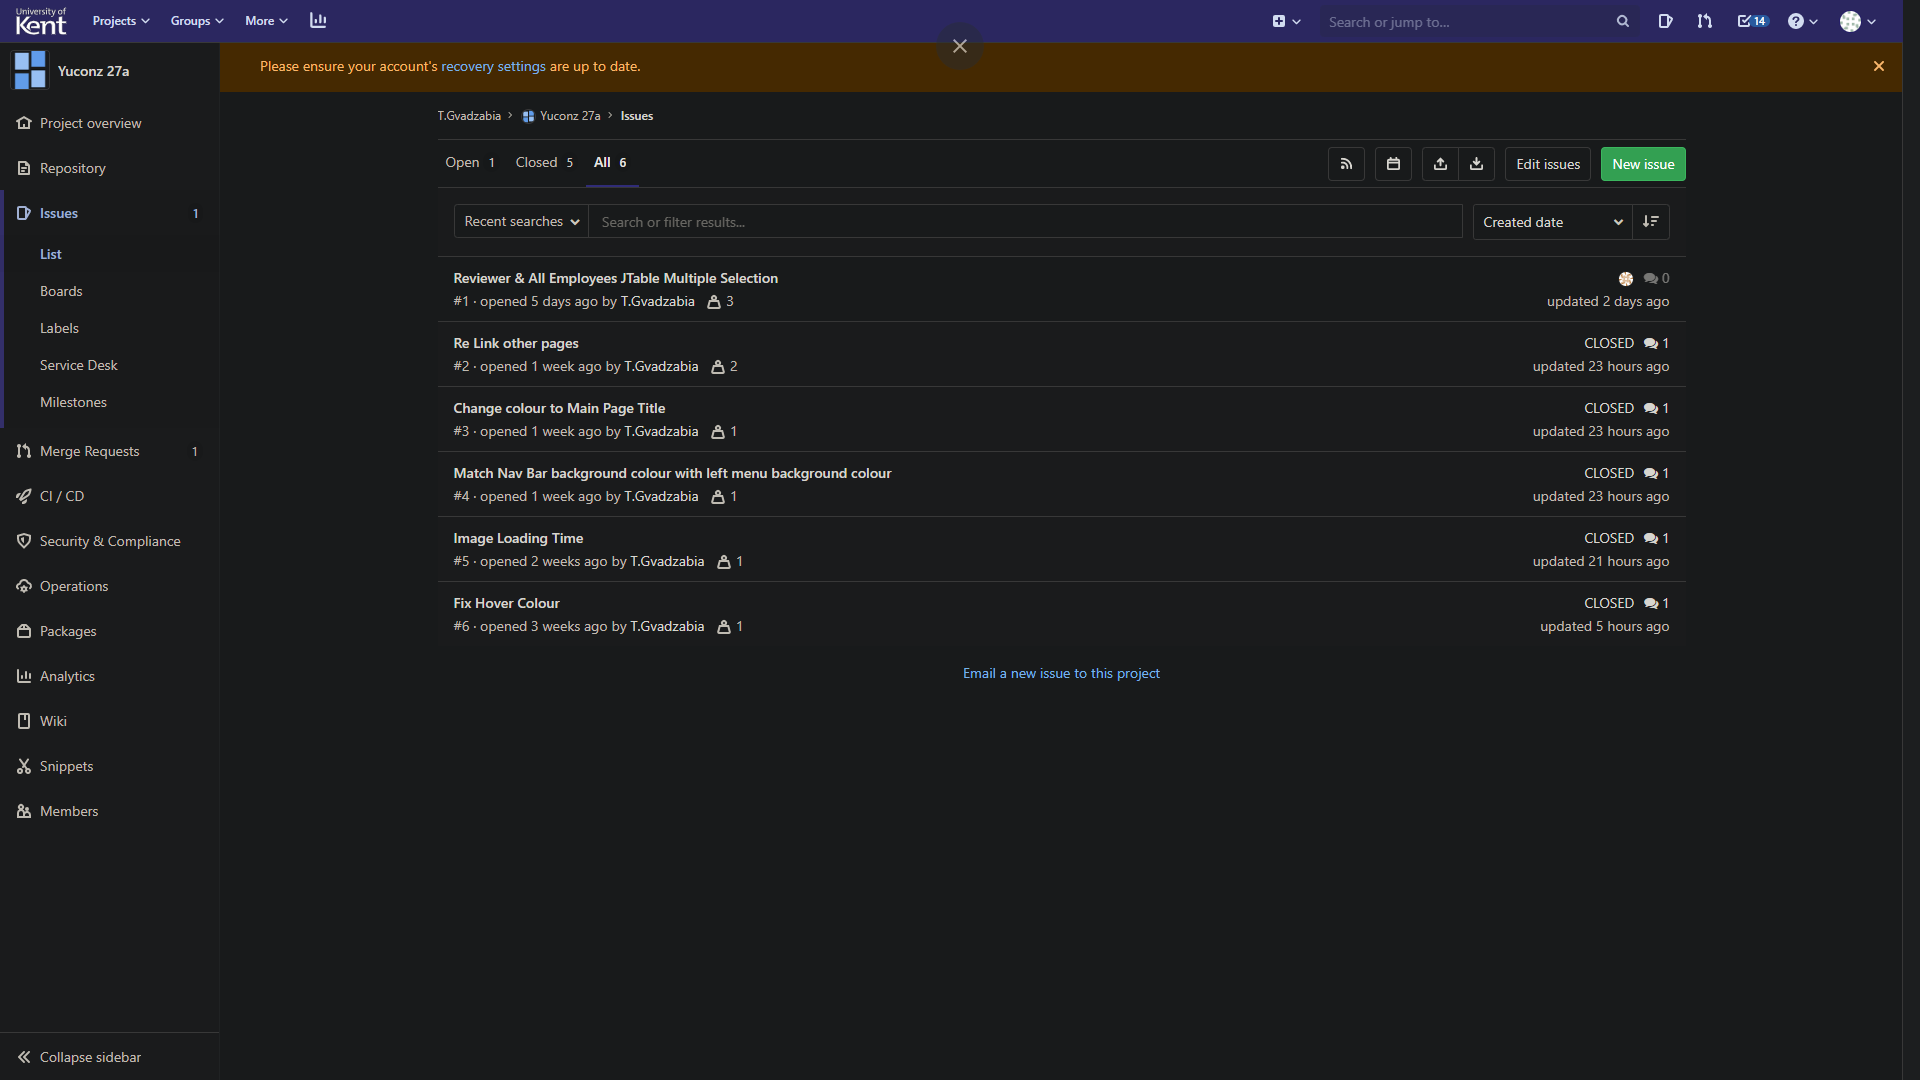 University of
Kent
Projects
Groups
More
Search or jump to...
14
Yuconz 27a
Please ensure your account's recovery settings are up to date.
Project overview
Repository
Issues 1
List
Boards
Labels
Service Desk
Milestones
Merge Requests 1
CI / CD
Security & Compliance
Operations
Packages
Analytics
Wiki
Snippets
Members
Collapse sidebar
T.Gvadzabia > Yuconz 27a > Issues
Open 1 Closed 5 All 6
Edit issues
New issue
Recent searches
Search or filter results...
Created date
Reviewer & All Employees JTable Multiple Selection
0
#1 · opened 5 days ago by T.Gvadzabia 3
updated 2 days ago
Re Link other pages
CLOSED 1
#2 · opened 1 week ago by T.Gvadzabia 2
updated 23 hours ago
Change colour to Main Page Title
CLOSED 1
#3 · opened 1 week ago by T.Gvadzabia 1
updated 23 hours ago
Match Nav Bar background colour with left menu background colour
CLOSED 1
#4 · opened 1 week ago by T.Gvadzabia 1
updated 23 hours ago
Image Loading Time
CLOSED 1
#5 · opened 2 weeks ago by T.Gvadzabia 1
updated 21 hours ago
Fix Hover Colour
CLOSED 1
#6 · opened 3 weeks ago by T.Gvadzabia 1
updated 5 hours ago
Email a new issue to this project